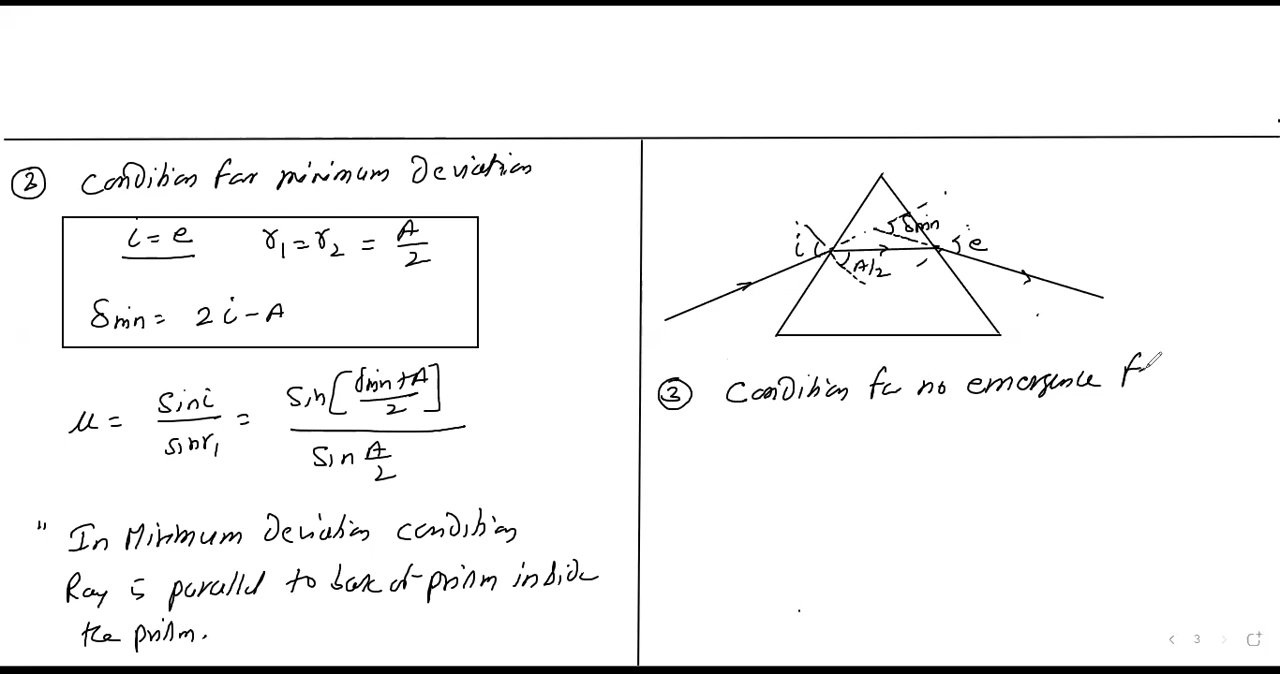 ② Condition for minimum Deviation
i = e    r₁ = r₂ = A/2
δmin = 2i - A
μ = sin i / sin r₁ = sin[(δmin + A)/2] / sin A/2
" In Minimum Deviation condition
Ray is parallel to base of prism inside
the prism.
i
δmin
e
A/2
③ Condition for no emergence f
3